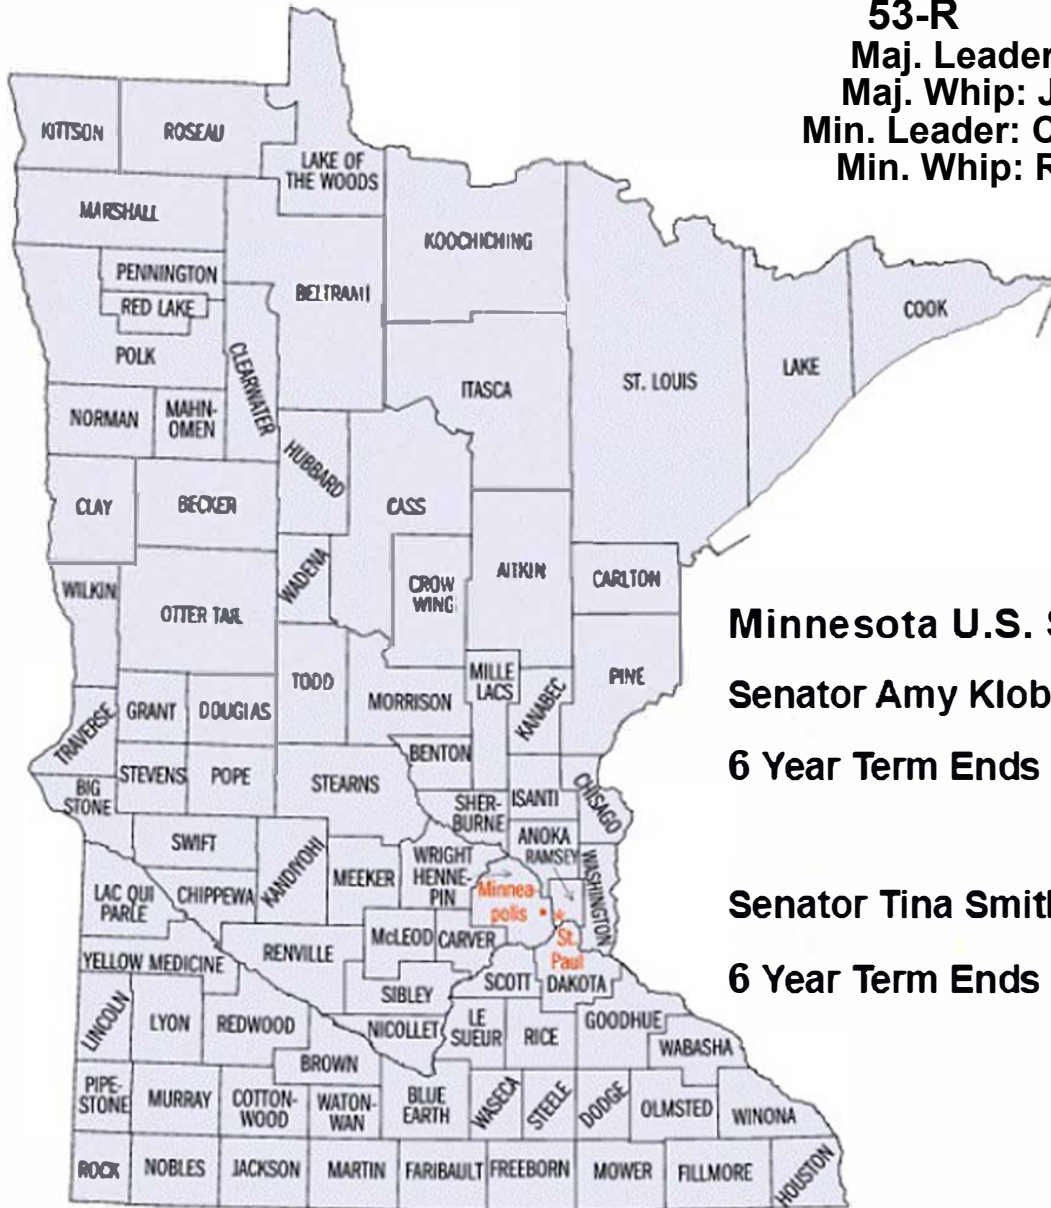 53-R
Maj. Leader
Maj. Whip: J
Min. Leader: C
Min. Whip: R
KITTSON
ROSEAU
LAKE OF
THE WOODS
MARSHALL
KOOCHICHING
PENNINGTON
BELTRAMI
RED LAKE
COOK
POLK
CLEARWATER
ITASCA
ST. LOUIS
LAKE
NORMAN
MAHN-
OMEN
HUBBARD
CLAY
BECKER
CASS
WADENA
AITKIN
CROW
WING
CARLTON
WILKIN
OTTER TAIL
Minnesota U.S. S
TODD
MILLE
LACS
PINE
KANABEC
Senator Amy Klob
MORRISON
GRANT
DOUGLAS
TRAVERSE
BENTON
6 Year Term Ends
STEVENS
POPE
STEARNS
BIG
STONE
SHER-
BURNE
ISANTI
CHISAGO
SWIFT
KANDIYOHI
ANOKA
RAMSEY
WASHINGTON
WRIGHT
HENNE-
PIN
MEEKER
LAC QUI
PARLE
CHIPPEWA
Minnea-
polis
Senator Tina Smith
St.
Paul
McLEOD
CARVER
RENVILLE
YELLOW MEDICINE
6 Year Term Ends
SCOTT
DAKOTA
SIBLEY
LINCOLN
LYON
REDWOOD
NICOLLET
LE
SUEUR
RICE
GOODHUE
WABASHA
BROWN
PIPE-
STONE
MURRAY
COTTON-
WOOD
WATON-
WAN
BLUE
EARTH
WASECA
STEELE
DODGE
OLMSTED
WINONA
ROCK
NOBLES
JACKSON
MARTIN
FARIBAULT
FREEBORN
MOWER
FILLMORE
HOUSTON